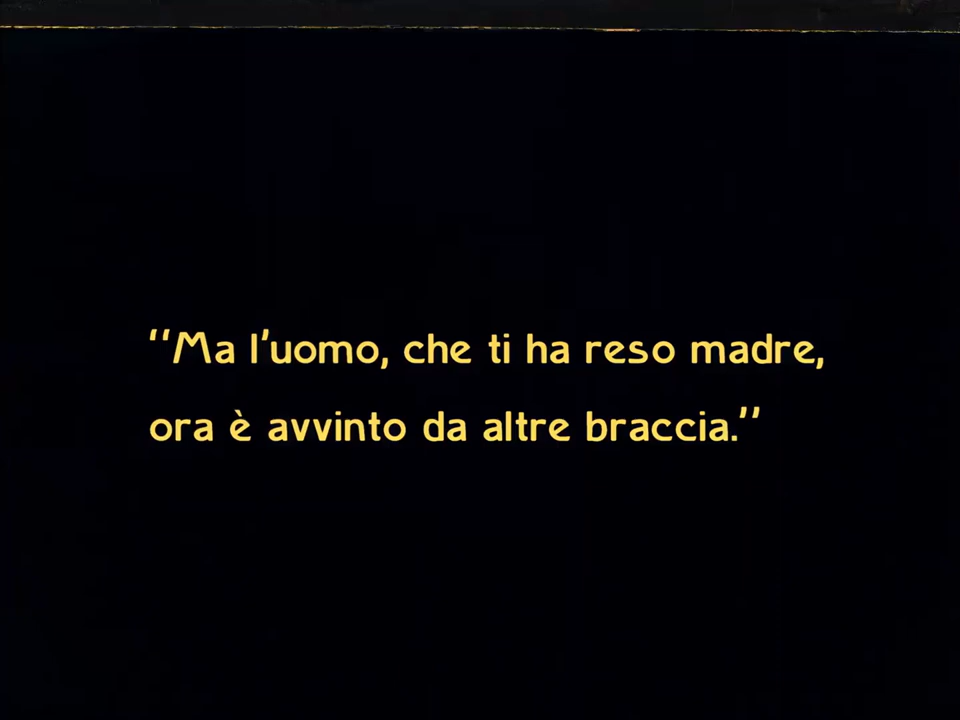 "Ma l'uomo, che ti ha reso madre,
ora è avvinto da altre braccia."